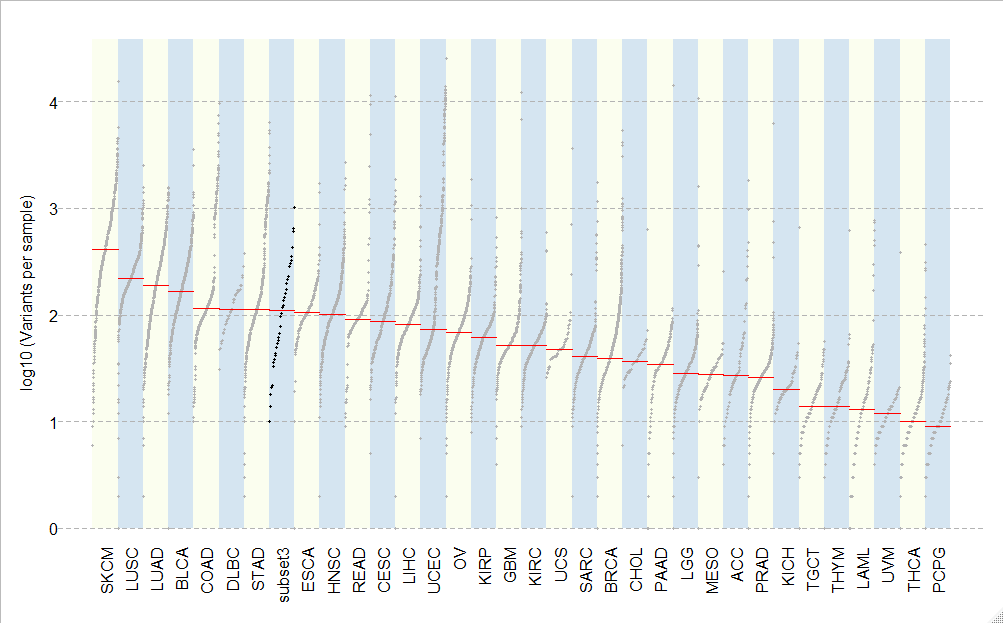 log10 (Variants per sample)
4
3
2
1
0
SKCM
LUSC
LUAD
BLCA
COAD
DLBC
STAD
subset3
ESCA
HNSC
READ
CESC
LIHC
UCEC
OV
KIRP
GBM
KIRC
UCS
SARC
BRCA
CHOL
PAAD
LGG
MESO
ACC
PRAD
KICH
TGCT
THYM
LAML
UVM
THCA
PCPG